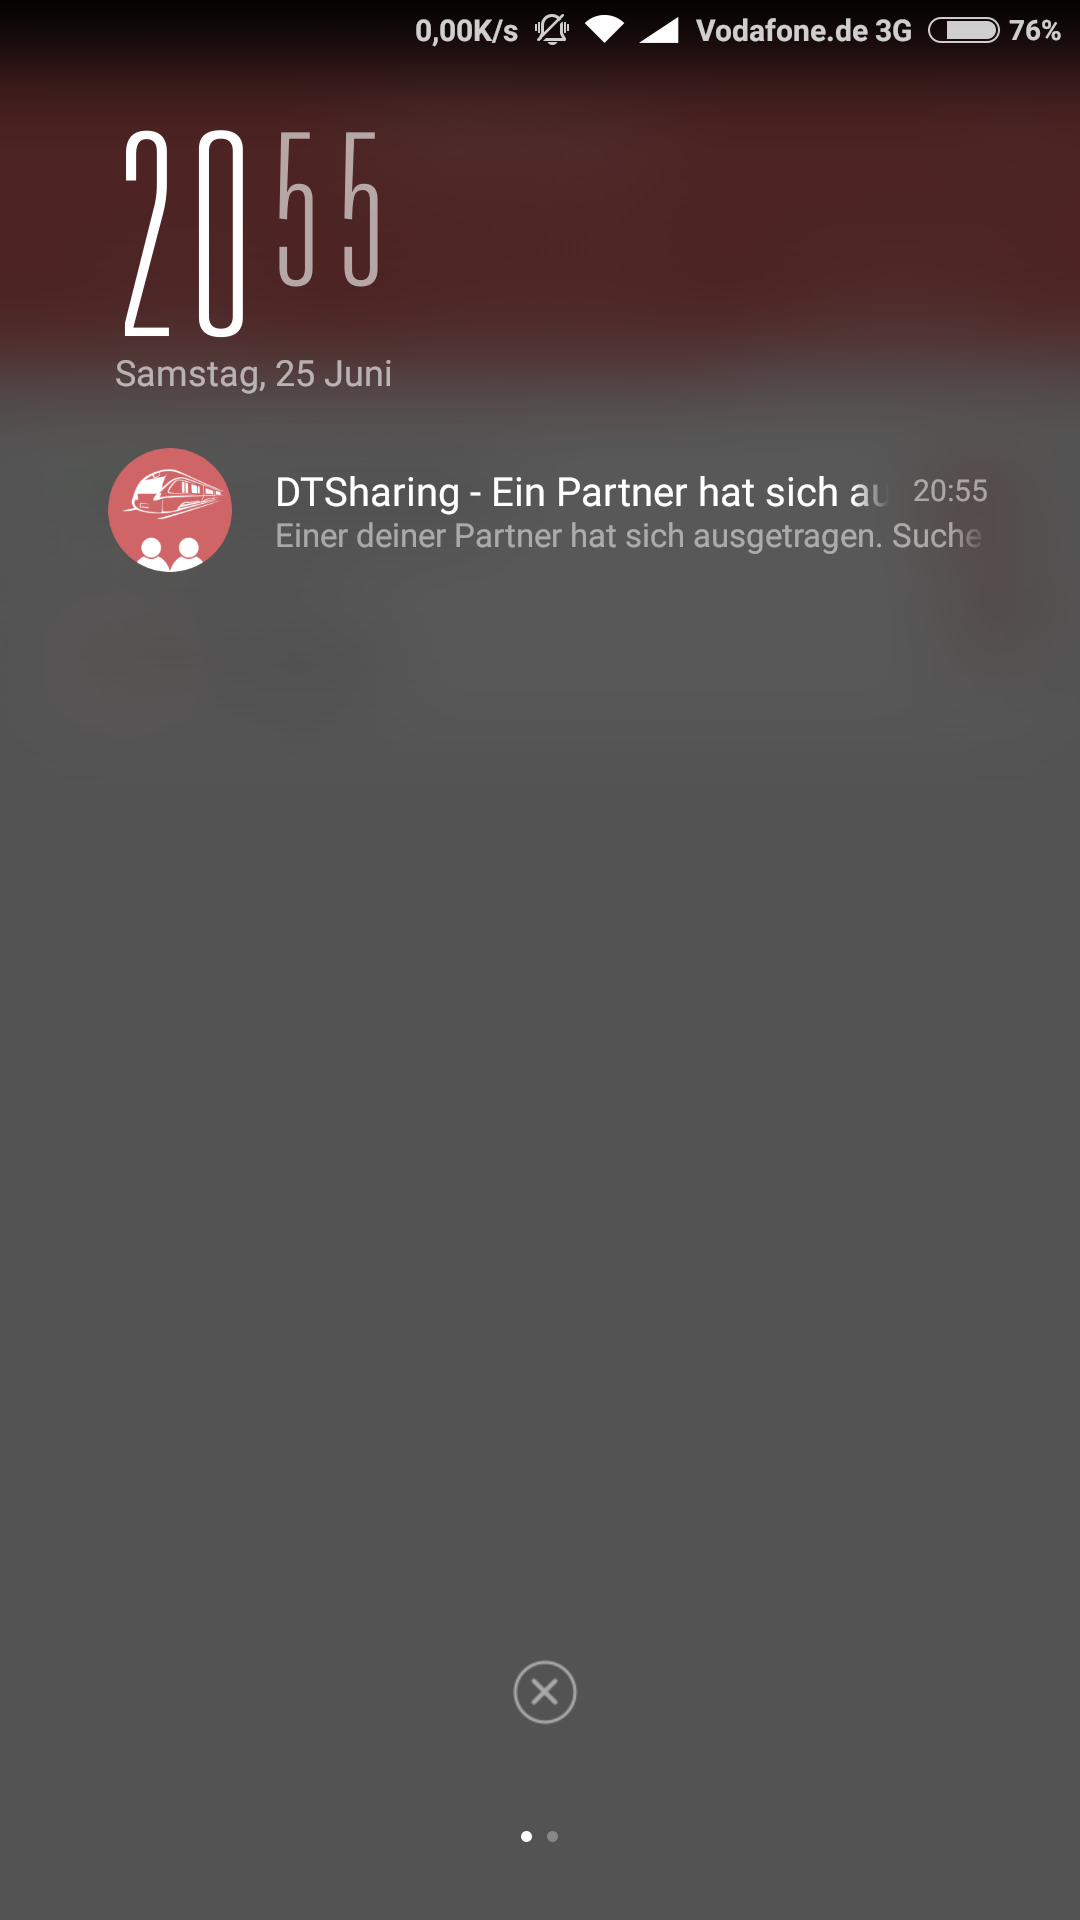 0,00K/s Vodafone.de 3G 76%
20 55
Samstag, 25 Juni
DTSharing - Ein Partner hat sich au 20:55
Einer deiner Partner hat sich ausgetragen. Suche